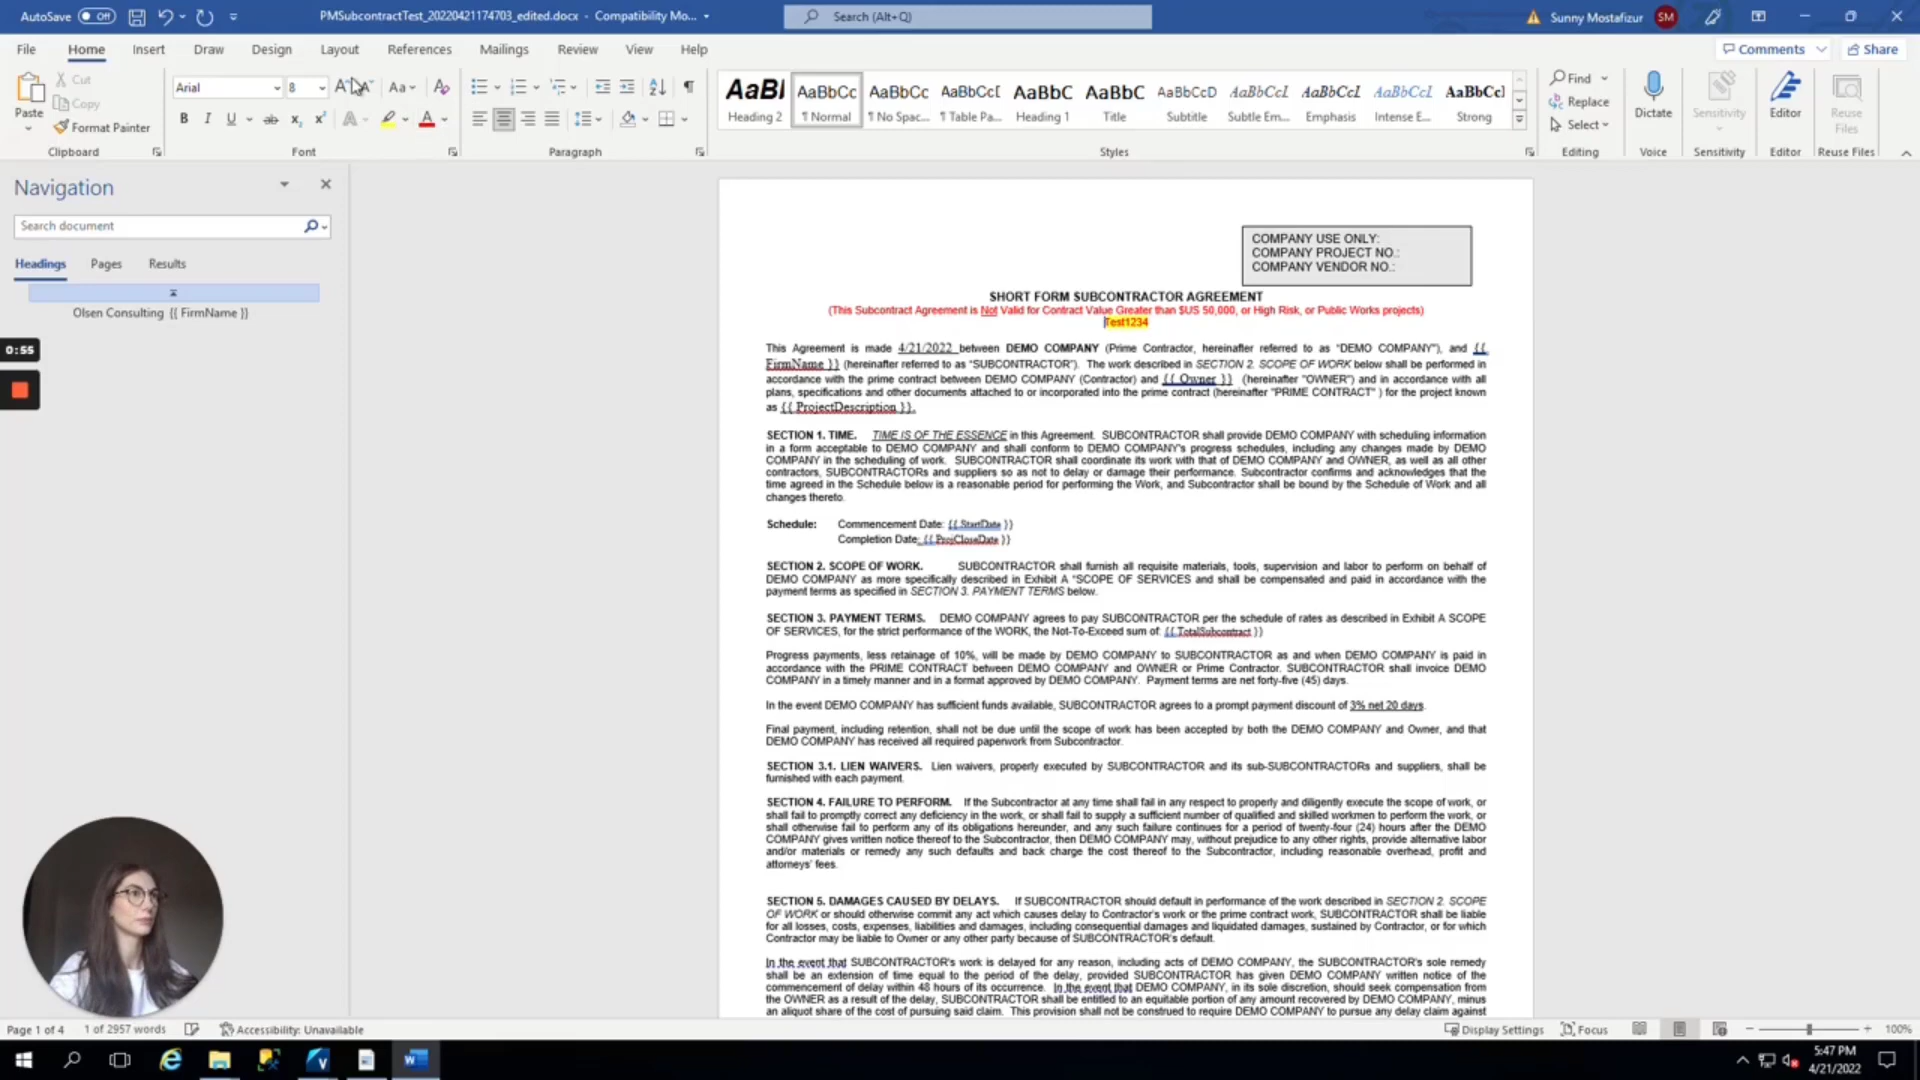 AutoSave Off
PMSubcontractTest_20220421174703_edited.docx - Compatibility Mo...
Search (Alt+Q)
Sunny Mostafizur SM
File Home Insert Draw Design Layout References Mailings Review View Help
Comments Share
Paste
Cut
Copy
Format Painter
Clipboard
Arial 8
Font
Paragraph
AaBl AaBbCc AaBbCc AaBbCcI AaBbC AaBbC AaBbCcD AaBbCcL AaBbCcL AaBbCcL AaBbCcl
Heading 2 ¶ Normal ¶ No Spac... ¶ Table Pa... Heading 1 Title Subtitle Subtle Em... Emphasis Intense E... Strong
Styles
Find
Replace
Select
Editing
Dictate
Voice
Sensitivity
Sensitivity
Editor
Editor
Reuse Files
Reuse Files
Navigation
Search document
Headings Pages Results
Olsen Consulting {{ FirmName }}
0:55
COMPANY USE ONLY:
COMPANY PROJECT NO.:
COMPANY VENDOR NO.:
SHORT FORM SUBCONTRACTOR AGREEMENT
(This Subcontract Agreement is Not Valid for Contract Value Greater than $US 50,000, or High Risk, or Public Works projects)
Test1234
This Agreement is made 4/21/2022 between DEMO COMPANY (Prime Contractor, hereinafter referred to as “DEMO COMPANY”), and {{
FirmName }} (hereinafter referred to as “SUBCONTRACTOR”). The work described in SECTION 2. SCOPE OF WORK below shall be performed in
accordance with the prime contract between DEMO COMPANY (Contractor) and {{ Owner }} (hereinafter “OWNER”) and in accordance with all
plans, specifications and other documents attached to or incorporated into the prime contract (hereinafter “PRIME CONTRACT” ) for the project known
as {{ ProjectDescription }}.
SECTION 1. TIME. TIME IS OF THE ESSENCE in this Agreement. SUBCONTRACTOR shall provide DEMO COMPANY with scheduling information
in a form acceptable to DEMO COMPANY and shall conform to DEMO COMPANY's progress schedules, including any changes made by DEMO
COMPANY in the scheduling of work. SUBCONTRACTOR shall coordinate its work with that of DEMO COMPANY and OWNER, as well as all other
contractors, SUBCONTRACTORs and suppliers so as not to delay or damage their performance. Subcontractor confirms and acknowledges that the
time agreed in the Schedule below is a reasonable period for performing the Work, and Subcontractor shall be bound by the Schedule of Work and all
changes thereto.
Schedule: Commencement Date: {{ StartDate }}
Completion Date: {{ ProjCloseDate }}
SECTION 2. SCOPE OF WORK. SUBCONTRACTOR shall furnish all requisite materials, tools, supervision and labor to perform on behalf of
DEMO COMPANY as more specifically described in Exhibit A “SCOPE OF SERVICES and shall be compensated and paid in accordance with the
payment terms as specified in SECTION 3. PAYMENT TERMS below.
SECTION 3. PAYMENT TERMS. DEMO COMPANY agrees to pay SUBCONTRACTOR per the schedule of rates as described in Exhibit A SCOPE
OF SERVICES, for the strict performance of the WORK, the Not-To-Exceed sum of: {{ TotalSubcontract }}
Progress payments, less retainage of 10%, will be made by DEMO COMPANY to SUBCONTRACTOR as and when DEMO COMPANY is paid in
accordance with the PRIME CONTRACT between DEMO COMPANY and OWNER or Prime Contractor. SUBCONTRACTOR shall invoice DEMO
COMPANY in a timely manner and in a format approved by DEMO COMPANY. Payment terms are net forty-five (45) days.
In the event DEMO COMPANY has sufficient funds available, SUBCONTRACTOR agrees to a prompt payment discount of 3% net 20 days.
Final payment, including retention, shall not be due until the scope of work has been accepted by both the DEMO COMPANY and Owner, and that
DEMO COMPANY has received all required paperwork from Subcontractor.
SECTION 3.1. LIEN WAIVERS. Lien waivers, properly executed by SUBCONTRACTOR and its sub-SUBCONTRACTORs and suppliers, shall be
furnished with each payment.
SECTION 4. FAILURE TO PERFORM. If the Subcontractor at any time shall fail in any respect to properly and diligently execute the scope of work, or
shall fail to promptly correct any deficiency in the work, or shall fail to supply a sufficient number of qualified and skilled workmen to perform the work, or
shall otherwise fail to perform any of its obligations hereunder, and any such failure continues for a period of twenty-four (24) hours after the DEMO
COMPANY gives written notice thereof to the Subcontractor, then DEMO COMPANY may, without prejudice to any other rights, provide alternative labor
and/or materials or remedy any such defaults and back charge the cost thereof to the Subcontractor, including reasonable overhead, profit and
attorneys' fees.
SECTION 5. DAMAGES CAUSED BY DELAYS. If SUBCONTRACTOR should default in performance of the work described in SECTION 2. SCOPE
OF WORK or should otherwise commit any act which causes delay to Contractor's work or the prime contract work, SUBCONTRACTOR shall be liable
for all losses, costs, expenses, liabilities and damages, including consequential damages and liquidated damages, sustained by Contractor, or for which
Contractor may be liable to Owner or any other party because of SUBCONTRACTOR's default.
In the event that SUBCONTRACTOR's work is delayed for any reason, including acts of DEMO COMPANY, the SUBCONTRACTOR's sole remedy
shall be an extension of time equal to the period of the delay, provided SUBCONTRACTOR has given DEMO COMPANY written notice of the
commencement of delay within 48 hours of its occurrence. In the event that DEMO COMPANY, in its sole discretion, should seek compensation from
the OWNER as a result of the delay, SUBCONTRACTOR shall be entitled to an equitable portion of any amount recovered by DEMO COMPANY, minus
an aliquot share of the cost of pursuing said claim. This provision shall not be construed to require DEMO COMPANY to pursue any delay claim against
Page 1 of 4 1 of 2957 words Accessibility: Unavailable
Display Settings Focus 100%
5:47 PM
4/21/2022